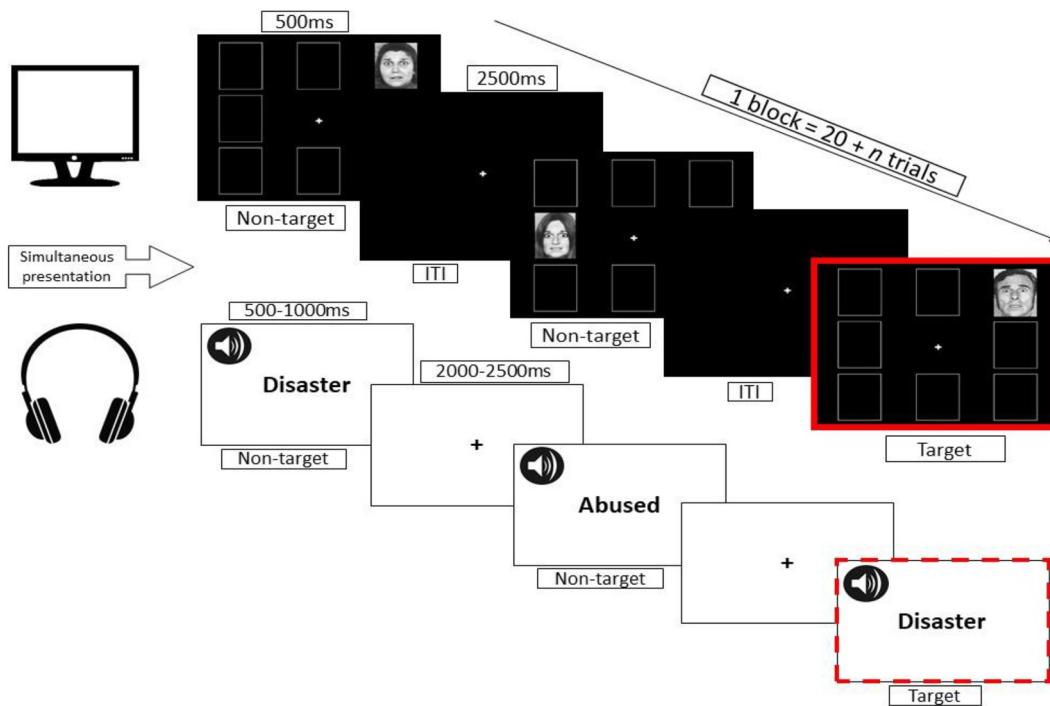 500ms
2500ms
1 block = 20 + n trials
Non-target
Simultaneous
presentation
ITI
500-1000ms
Non-target
Disaster
2000-2500ms
ITI
Non-target
Target
Abused
Non-target
Disaster
Target